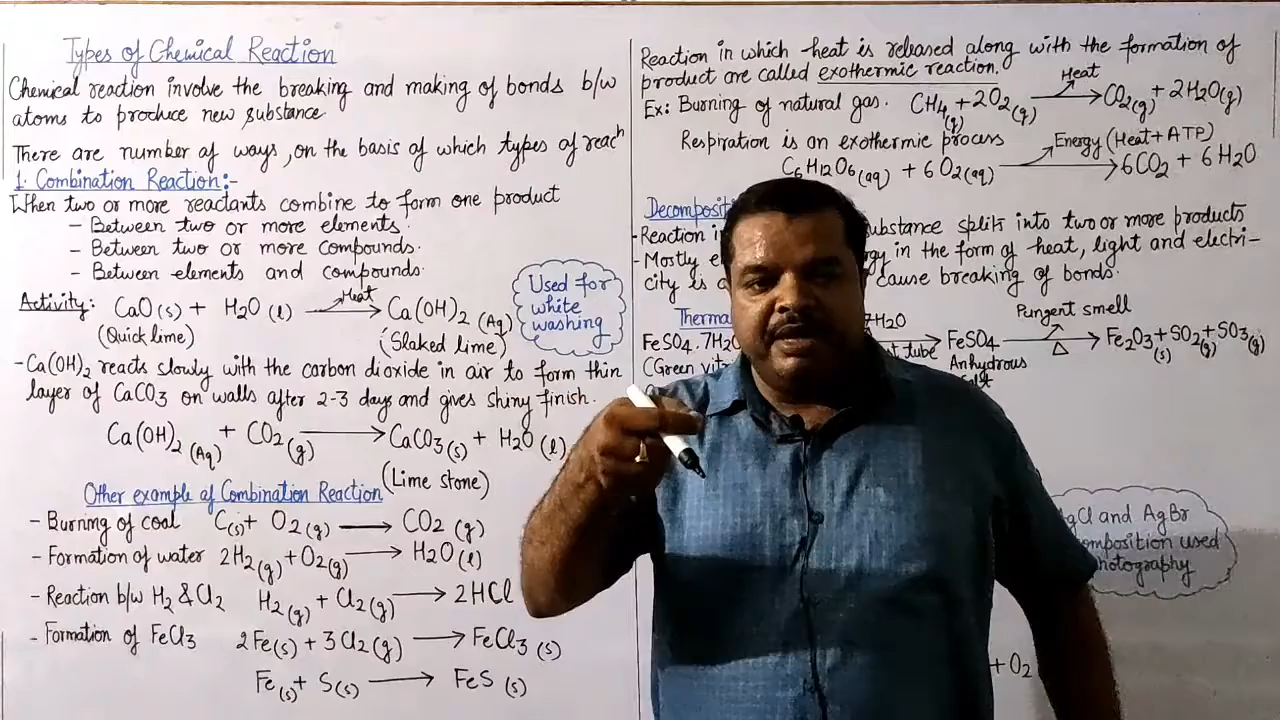 Types of Chemical Reaction
Chemical reaction involve the breaking and making of bonds b/w
atoms to produce new substance
There are number of ways, on the basis of which types of reacⁿ
1. Combination Reaction:-
When two or more reactants combine to form one product
- Between two or more elements.
- Between two or more compounds.
- Between elements and compounds.
Activity: CaO(s) + H2O(l) Heat → Ca(OH)2 (Aq)
(Quick lime) (Slaked lime)
Used for
white
washing
- Ca(OH)2 reacts slowly with the carbon dioxide in air to form thin
layer of CaCO3 on walls after 2-3 days and gives shiny finish.
Ca(OH)2 (Aq) + CO2(g) → CaCO3(s) + H2O(l)
(Lime stone)
Other example of Combination Reaction
- Burning of coal C(s) + O2(g) → CO2(g)
- Formation of water 2H2(g) + O2(g) → H2O(l)
- Reaction b/w H2 & Cl2 H2(g) + Cl2(g) → 2HCl
- Formation of FeCl3 2Fe(s) + 3Cl2(g) → FeCl3(s)
Fe(s) + S(s) → FeS(s)
Reaction in which heat is released along with the formation of
product are called exothermic reaction.
Ex: Burning of natural gas. CH4(g) + 2O2(g) Heat → CO2(g) + 2H2O(g)
Respiration is an exothermic process
Energy (Heat+ATP)
C6H12O6(aq) + 6O2(aq) → 6CO2 + 6H2O
Decompositi
- Reaction substance splits into two or more products
- Mostly in the form of heat, light and electri-
city is cause breaking of bonds.
Therma
7H2O Pungent smell
FeSO4.7H2O tube → FeSO4 → Δ Fe2O3(s) + SO2(g) + SO3(g)
(Green Anhydrous
AgCl and AgBr
used
+ O2